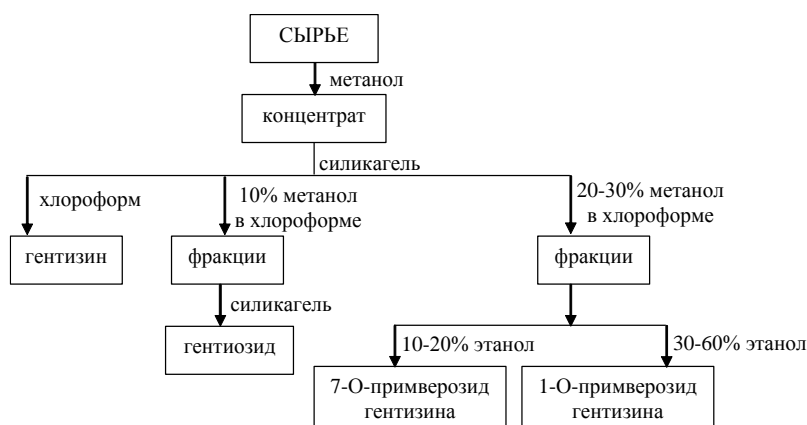 СЫРЬЕ
метанол
концентрат
силикагель
хлороформ
10% метанол
в хлороформе
20-30% метанол
в хлороформе
гентизин
фракции
фракции
силикагель
гентиозид
10-20% этанол
30-60% этанол
7-О-примверозид
гентизина
1-О-примверозид
гентизина